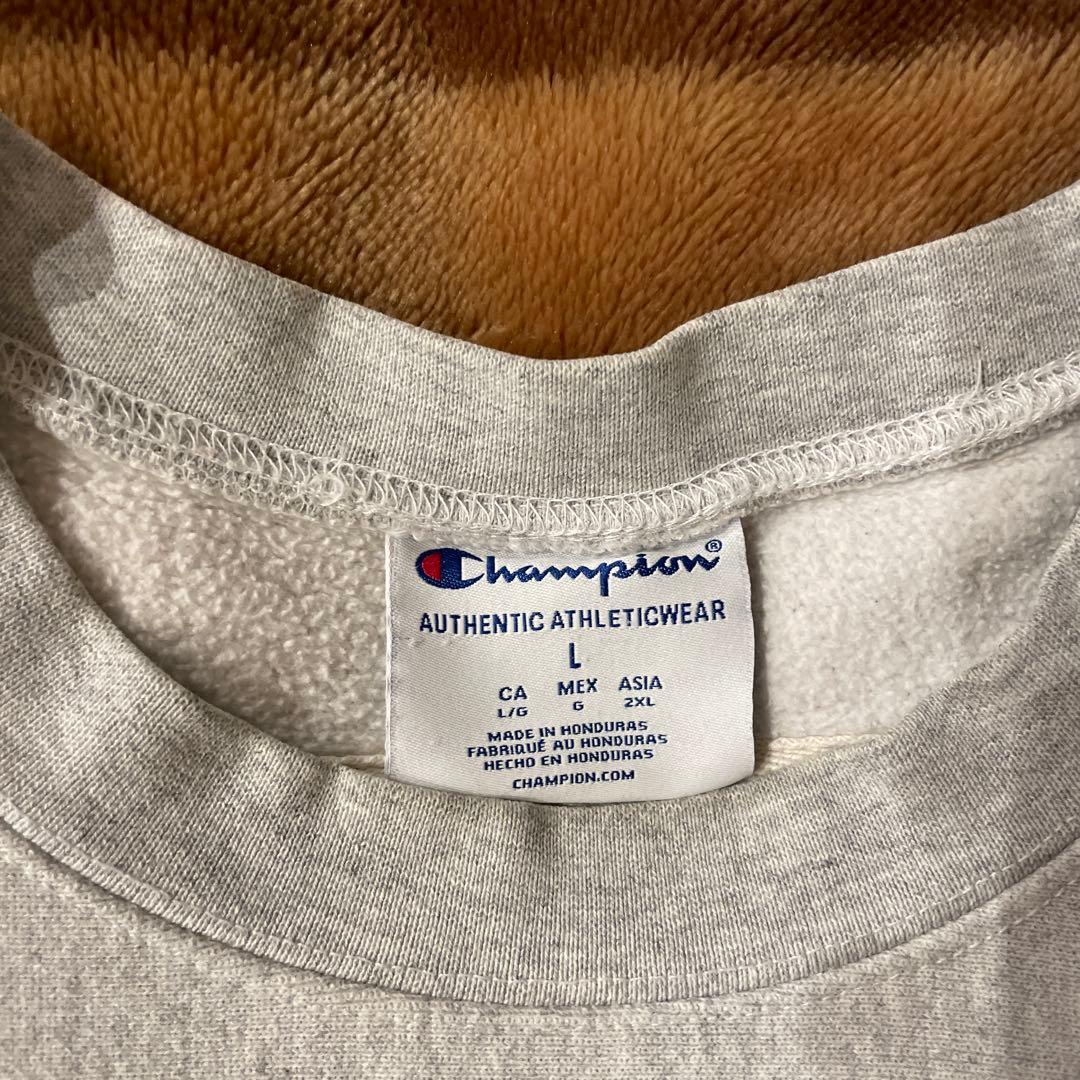 Champion®
AUTHENTIC ATHLETICWEAR
L
CA MEX ASIA
L/G G 2XL
MADE IN HONDURAS
FABRIQUÉ AU HONDURAS
HECHO EN HONDURAS
CHAMPION.COM